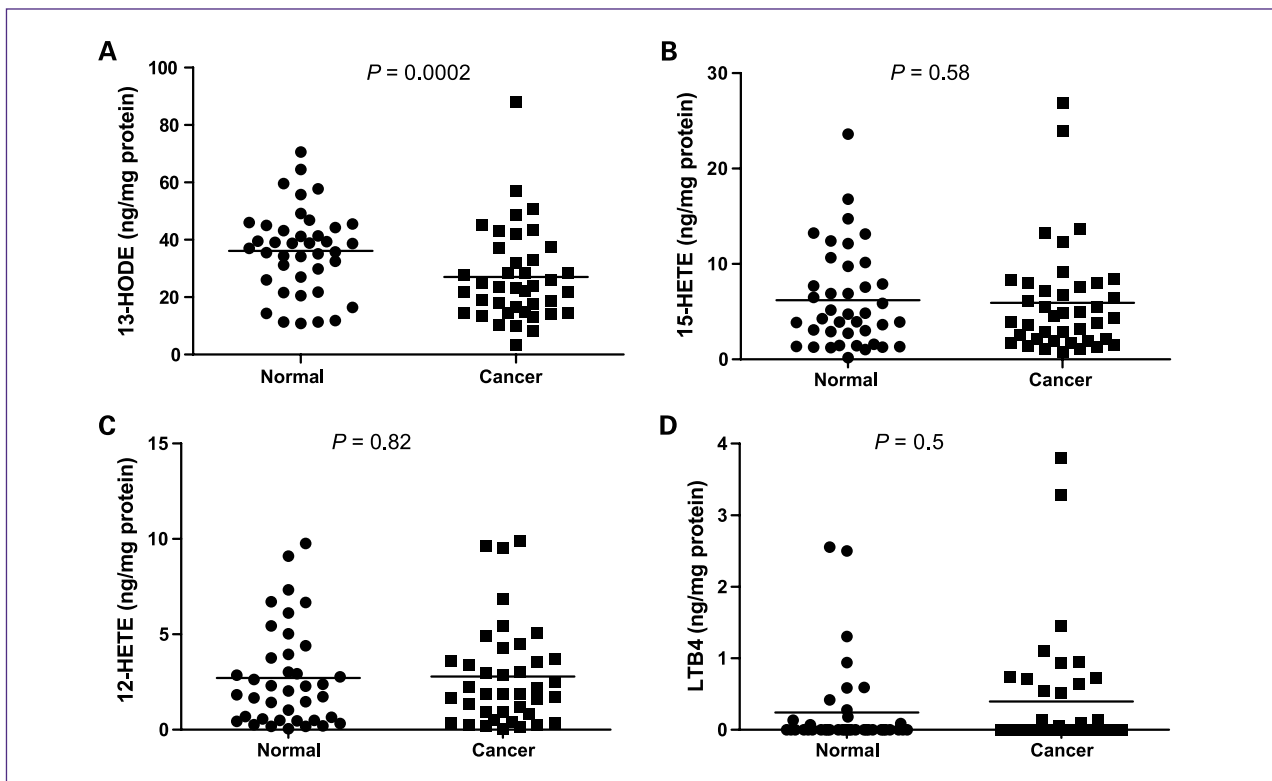 A
P = 0.0002
13-HODE (ng/mg protein)
100
80
60
40
20
0
Normal
Cancer
B
P = 0.58
15-HETE (ng/mg protein)
30
20
10
0
Normal
Cancer
C
P = 0.82
12-HETE (ng/mg protein)
15
10
5
0
Normal
Cancer
D
P = 0.5
LTB4 (ng/mg protein)
4
3
2
1
0
Normal
Cancer